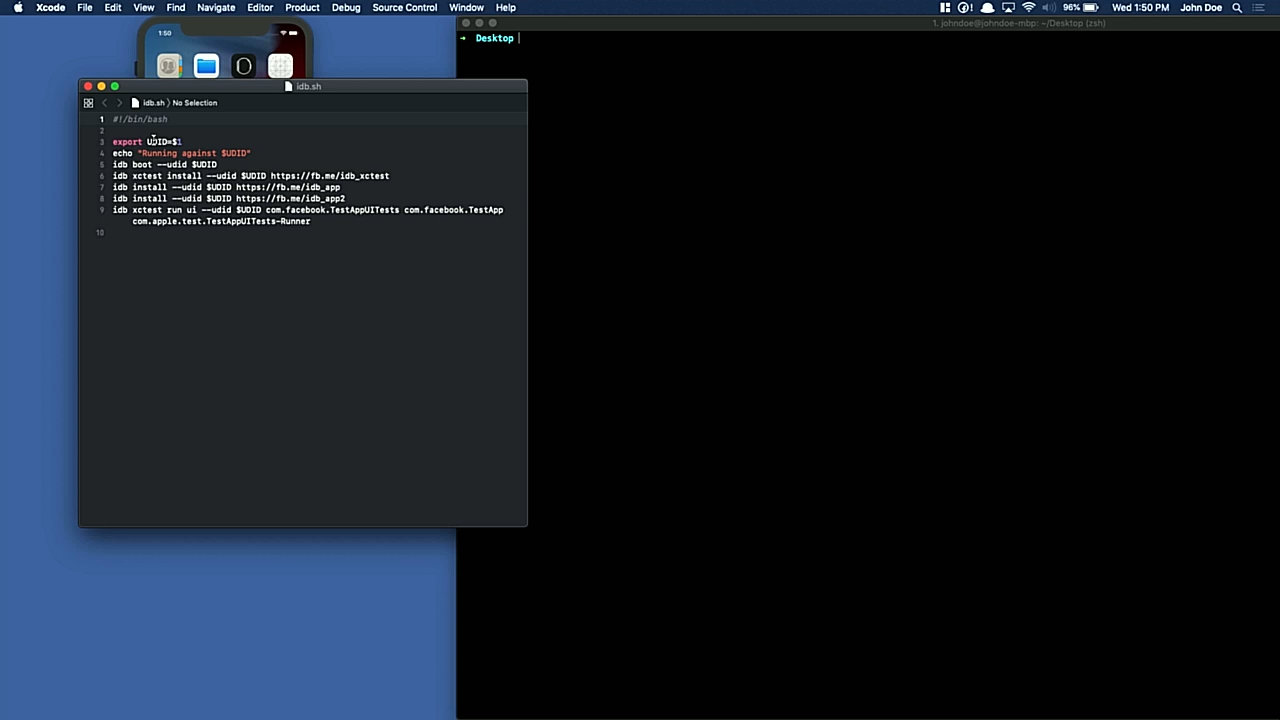 Xcode File Edit View Find Navigate Editor Product Debug Source Control Window Help 96% Wed 1:50 PM John Doe
1:50
1. johndoe@johndoe-mbp: ~/Desktop (zsh)
→ Desktop
idb.sh
idb.sh 〉 No Selection
1 #!/bin/bash
2
3 export UDID=$1
4 echo "Running against $UDID"
5 idb boot --udid $UDID
6 idb xctest install --udid $UDID https://fb.me/idb_xctest
7 idb install --udid $UDID https://fb.me/idb_app
8 idb install --udid $UDID https://fb.me/idb_app2
9 idb xctest run ui --udid $UDID com.facebook.TestAppUITests com.facebook.TestApp
com.apple.test.TestAppUITests-Runner
10